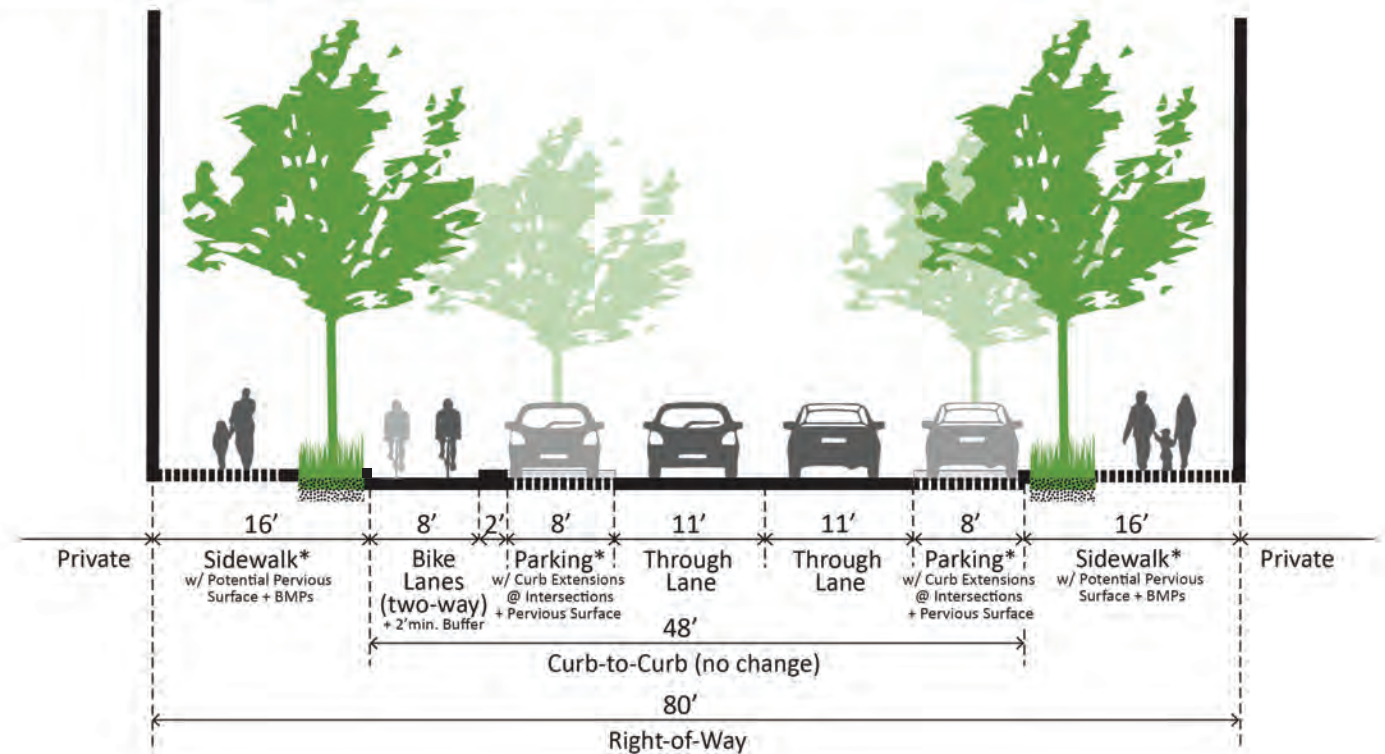 16’
8’
2’
8’
11’
11’
8’
16’
Private
Sidewalk*
w/ Potential Pervious
Surface + BMPs
Bike
Lanes
(two-way)
+ 2’min. Buffer
Parking*
w/ Curb Extensions
@ Intersections
+ Pervious Surface
Through
Lane
Through
Lane
Parking*
w/ Curb Extensions
@ Intersections
+ Pervious Surface
Sidewalk*
w/ Potential Pervious
Surface + BMPs
Private
48’
Curb-to-Curb (no change)
80’
Right-of-Way